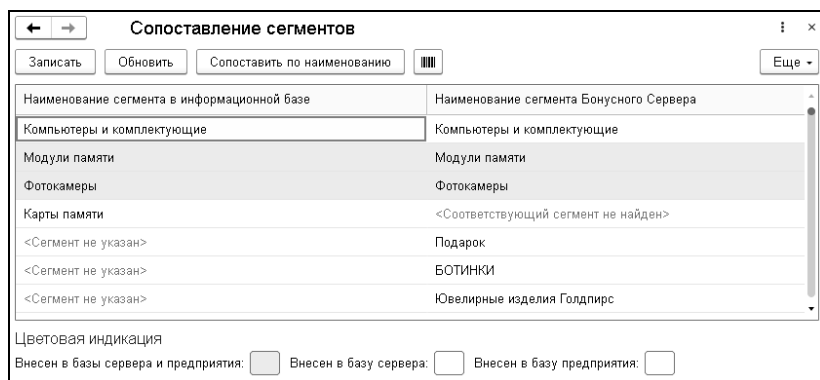 Сопоставление сегментов
Записать Обновить Сопоставить по наименованию Еще
Наименование сегмента в информационной базе Наименование сегмента Бонусного Сервера
Компьютеры и комплектующие Компьютеры и комплектующие
Модули памяти Модули памяти
Фотокамеры Фотокамеры
Карты памяти <Соответствующий сегмент не найден>
<Сегмент не указан> Подарок
<Сегмент не указан> БОТИНКИ
<Сегмент не указан> Ювелирные изделия Голдпирс
Цветовая индикация
Внесен в базы сервера и предприятия: Внесен в базу сервера: Внесен в базу предприятия: